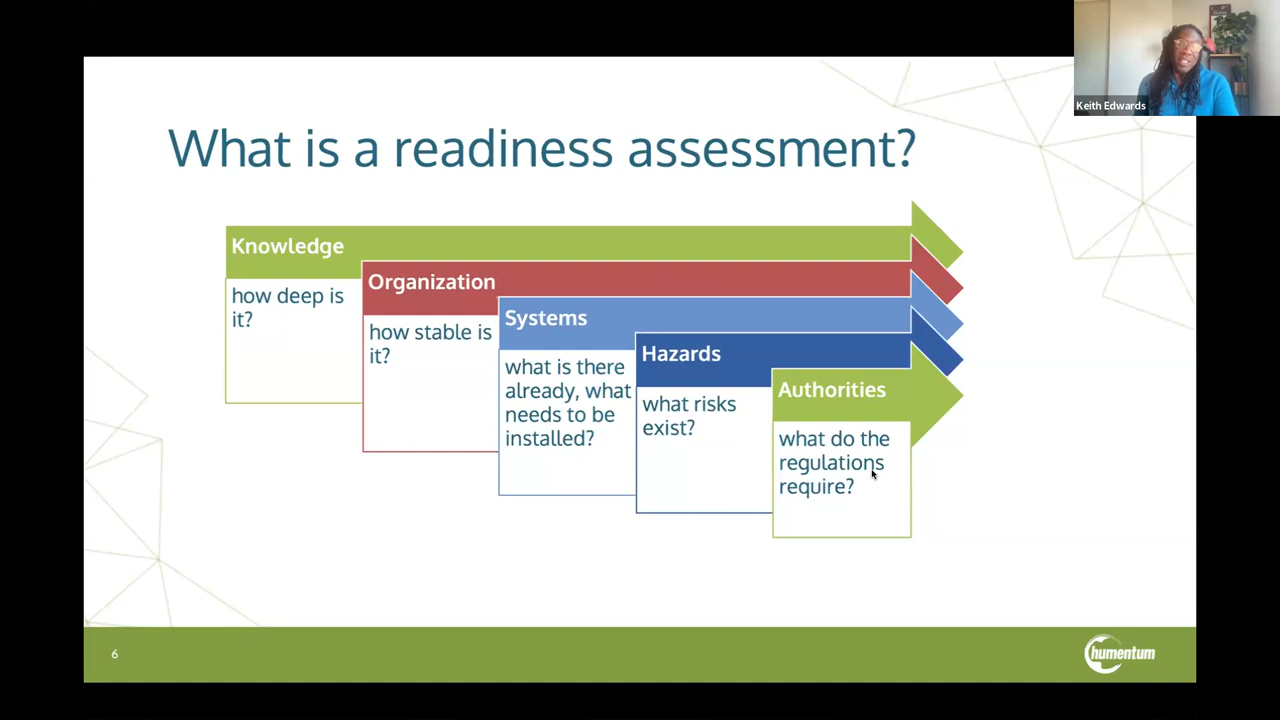 Keith Edwards
What is a readiness assessment?
Knowledge
how deep is
it?
Organization
how stable is
it?
Systems
what is there
already, what
needs to be
installed?
Hazards
what risks
exist?
Authorities
what do the
regulations
require?
6
humentum